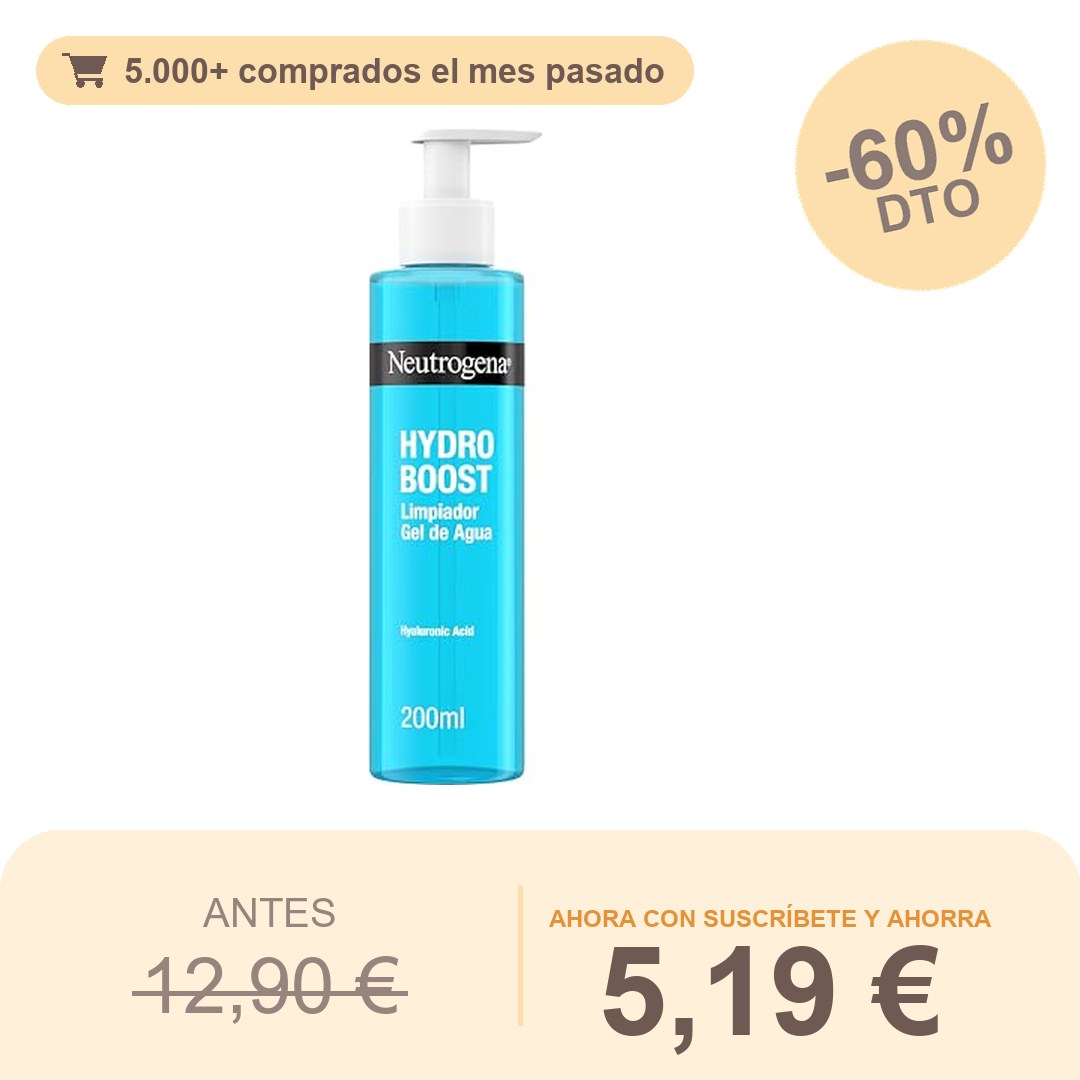 5.000+ comprados el mes pasado
-60%
DTO
Neutrogena®
HYDRO
BOOST
Limpiador
Gel de Agua
Hyaluronic Acid
200ml
ANTES
12,90 €
AHORA CON SUSCRÍBETE Y AHORRA
5,19 €